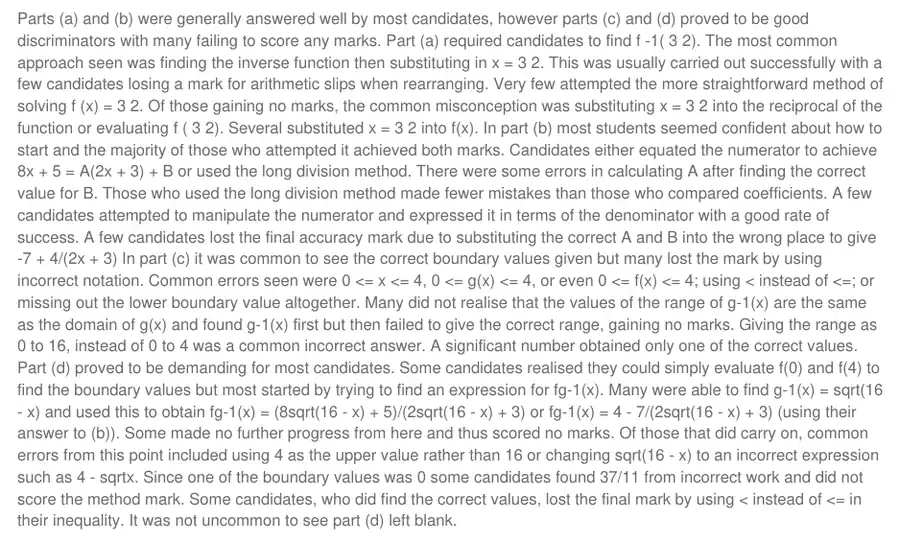 Parts (a) and (b) were generally answered well by most candidates, however parts (c) and (d) proved to be good
discriminators with many failing to score any marks. Part (a) required candidates to find f -1( 3 2). The most common
approach seen was finding the inverse function then substituting in x = 3 2. This was usually carried out successfully with a
few candidates losing a mark for arithmetic slips when rearranging. Very few attempted the more straightforward method of
solving f (x) = 3 2. Of those gaining no marks, the common misconception was substituting x = 3 2 into the reciprocal of the
function or evaluating f ( 3 2). Several substituted x = 3 2 into f(x). In part (b) most students seemed confident about how to
start and the majority of those who attempted it achieved both marks. Candidates either equated the numerator to achieve
8x + 5 = A(2x + 3) + B or used the long division method. There were some errors in calculating A after finding the correct
value for B. Those who used the long division method made fewer mistakes than those who compared coefficients. A few
candidates attempted to manipulate the numerator and expressed it in terms of the denominator with a good rate of
success. A few candidates lost the final accuracy mark due to substituting the correct A and B into the wrong place to give
-7 + 4/(2x + 3) In part (c) it was common to see the correct boundary values given but many lost the mark by using
incorrect notation. Common errors seen were 0 <= x <= 4, 0 <= g(x) <= 4, or even 0 <= f(x) <= 4; using < instead of <=; or
missing out the lower boundary value altogether. Many did not realise that the values of the range of g-1(x) are the same
as the domain of g(x) and found g-1(x) first but then failed to give the correct range, gaining no marks. Giving the range as
0 to 16, instead of 0 to 4 was a common incorrect answer. A significant number obtained only one of the correct values.
Part (d) proved to be demanding for most candidates. Some candidates realised they could simply evaluate f(0) and f(4) to
find the boundary values but most started by trying to find an expression for fg-1(x). Many were able to find g-1(x) = sqrt(16
- x) and used this to obtain fg-1(x) = (8sqrt(16 - x) + 5)/(2sqrt(16 - x) + 3) or fg-1(x) = 4 - 7/(2sqrt(16 - x) + 3) (using their
answer to (b)). Some made no further progress from here and thus scored no marks. Of those that did carry on, common
errors from this point included using 4 as the upper value rather than 16 or changing sqrt(16 - x) to an incorrect expression
such as 4 - sqrtx. Since one of the boundary values was 0 some candidates found 37/11 from incorrect work and did not
score the method mark. Some candidates, who did find the correct values, lost the final mark by using < instead of <= in
their inequality. It was not uncommon to see part (d) left blank.